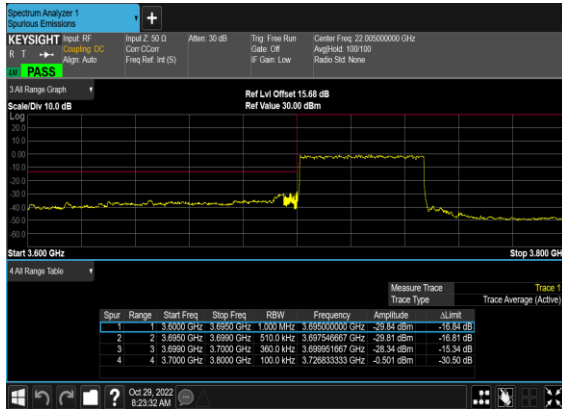 Spectrum Analyzer 1
Spurious Emissions
+
KEYSIGHT Input: RF Input Z: 50 Ω Atten: 30 dB Trig: Free Run Center Freq: 22.005000000 GHz
R T Coupling: DC Corr CCorr Gate: Off Avg|Hold: 100/100
Align: Auto Freq Ref: Int (S) IF Gain: Low Radio Std: None
PASS
3 All Range Graph Ref Lvl Offset 15.68 dB
Scale/Div 10.0 dB Ref Value 30.00 dBm
Log
20.0
10.0
0.00
-10.0
-20.0
-30.0
-40.0
-50.0
-60.0
Start 3.600 GHz Stop 3.800 GH
4 All Range Table
Measure Trace Trace 1
Trace Type Trace Average (Active)
Spur Range Start Freq Stop Freq RBW Frequency Amplitude ΔLimit
1 1 3.6000 GHz 3.6950 GHz 1.000 MHz 3.695000000 GHz -29.84 dBm -16.84 dB
2 2 3.6950 GHz 3.6990 GHz 510.0 kHz 3.697546667 GHz -29.81 dBm -16.81 dB
3 3 3.6990 GHz 3.7000 GHz 360.0 kHz 3.699951667 GHz -28.34 dBm -15.34 dB
4 4 3.7000 GHz 3.8000 GHz 100.0 kHz 3.726833333 GHz -0.501 dBm -30.50 dB
? Oct 29, 2022
8:23:32 AM